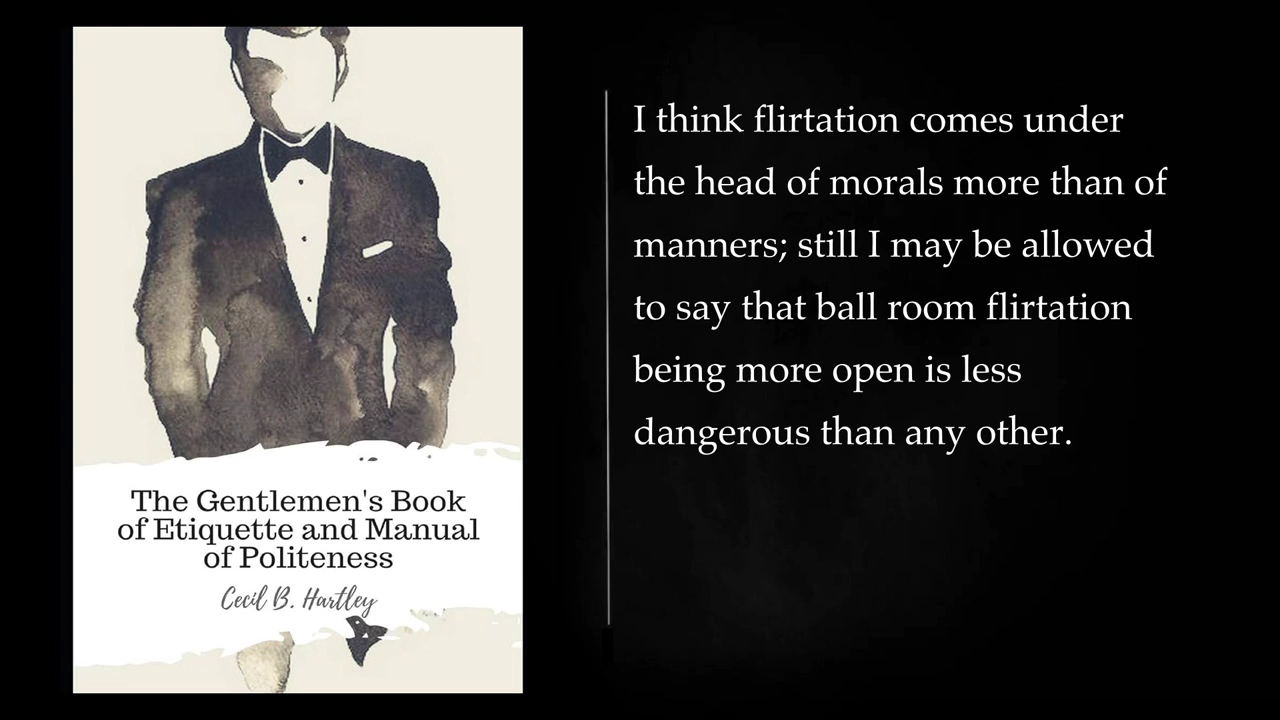 The Gentlemen's Book
of Etiquette and Manual
of Politeness
Cecil B. Hartley
I think flirtation comes under
the head of morals more than of
manners; still I may be allowed
to say that ball room flirtation
being more open is less
dangerous than any other.